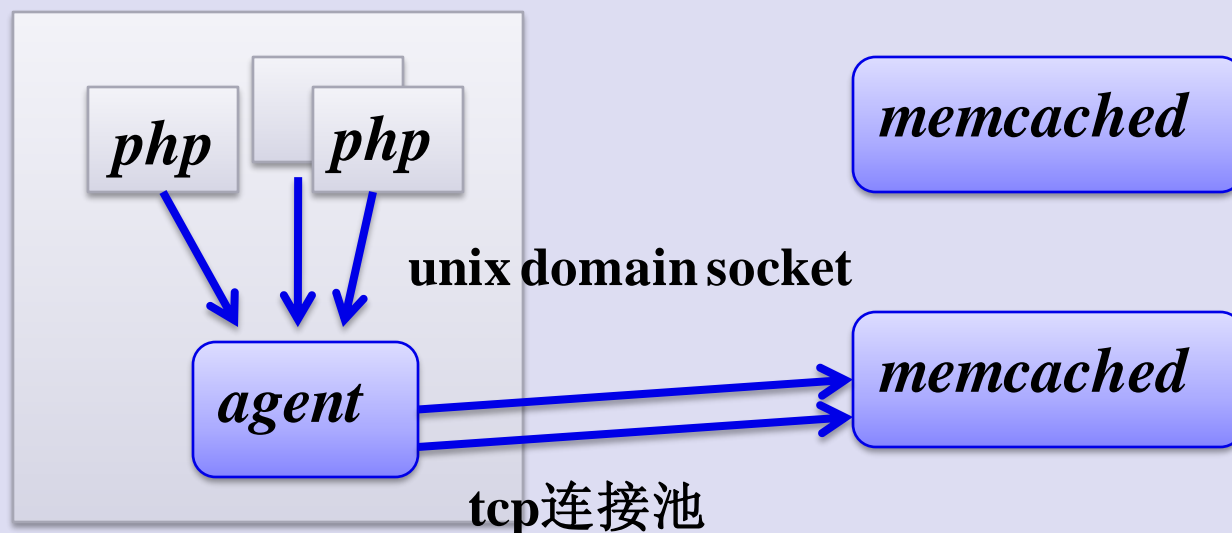 php
php
memcached
unix domain socket
memcached
agent
tcp连接池